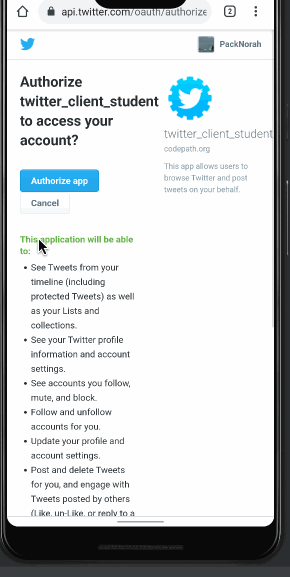 api.twitter.com/oauth/authorize
2
PackNorah
Authorize
twitter_client_student
to access your
account?
Authorize app
Cancel
twitter_client_student
codepath.org
This app allows users to
browse Twitter and post
tweets on your behalf.
This application will be able
to:
• See Tweets from your
timeline (including
protected Tweets) as well
as your Lists and
collections.
• See your Twitter profile
information and account
settings.
• See accounts you follow,
mute, and block.
• Follow and unfollow
accounts for you.
• Update your profile and
account settings.
• Post and delete Tweets
for you, and engage with
Tweets posted by others
(Like, un-Like, or reply to a